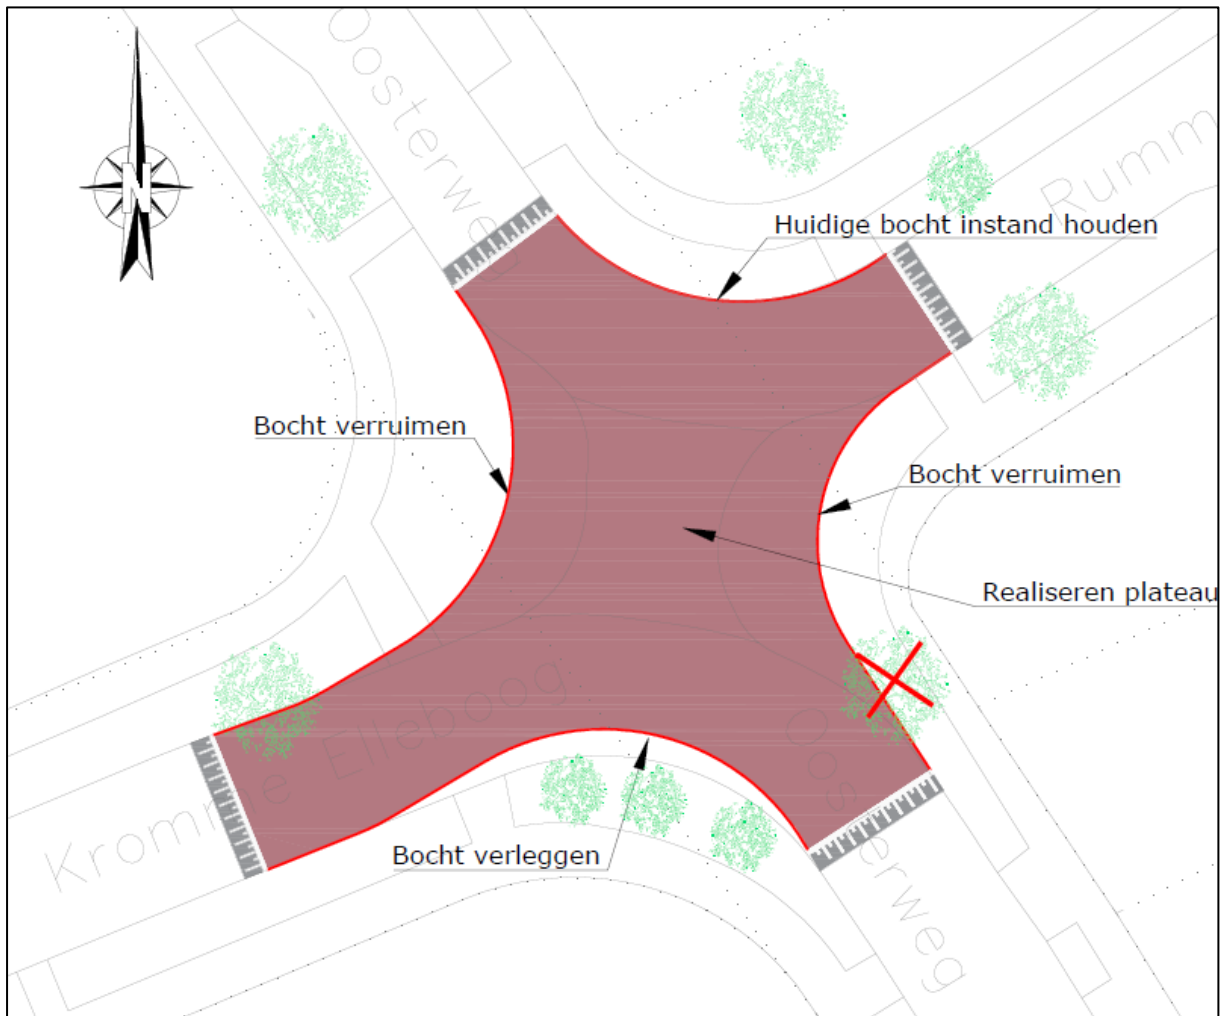 Oosterweg
N
Rumm
Huidige bocht instand houden
Bocht verruimen
Bocht verruimen
Realiseren plateau
Kromme Elleboog
Oosterweg
Bocht verleggen